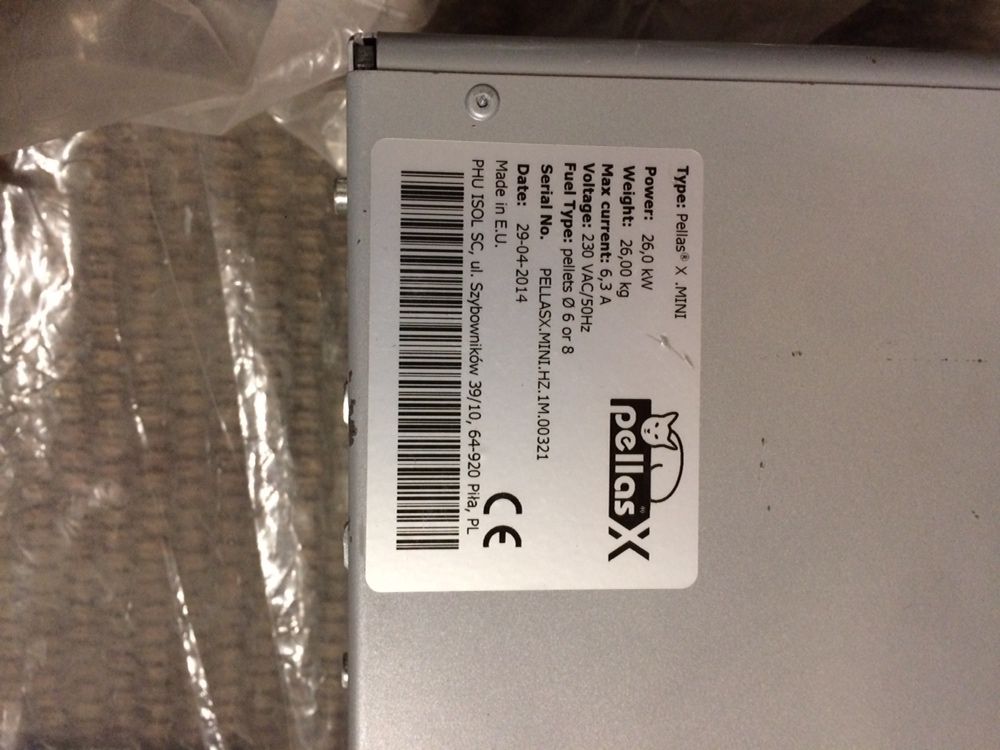 Type: Pellas® X .MINI
Power: 26,0 kW
Weight: 26,00 kg
Max current: 6,3 A
Voltage: 230 VAC/50Hz
Fuel Type: pellets Ø 6 or 8
Serial No. PELLASX.MINI.HZ.1M.00321
Date: 29-04-2014
Made in E.U.
PHU ISOL SC, ul. Szybowników 39/10, 64-920 Piła, PL
pellas X
CE